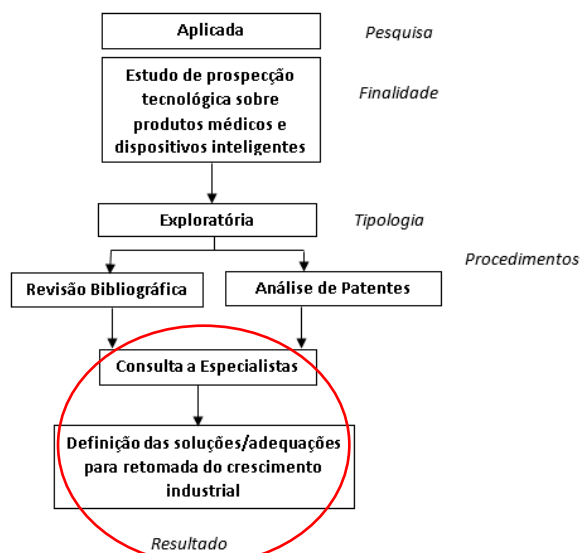 Aplicada
Pesquisa
Estudo de prospecção
tecnológica sobre
produtos médicos e
dispositivos inteligentes
Finalidade
Exploratória
Tipologia
Procedimentos
Revisão Bibliográfica
Análise de Patentes
Consulta a Especialistas
Definição das soluções/adequações
para retomada do crescimento
industrial
Resultado